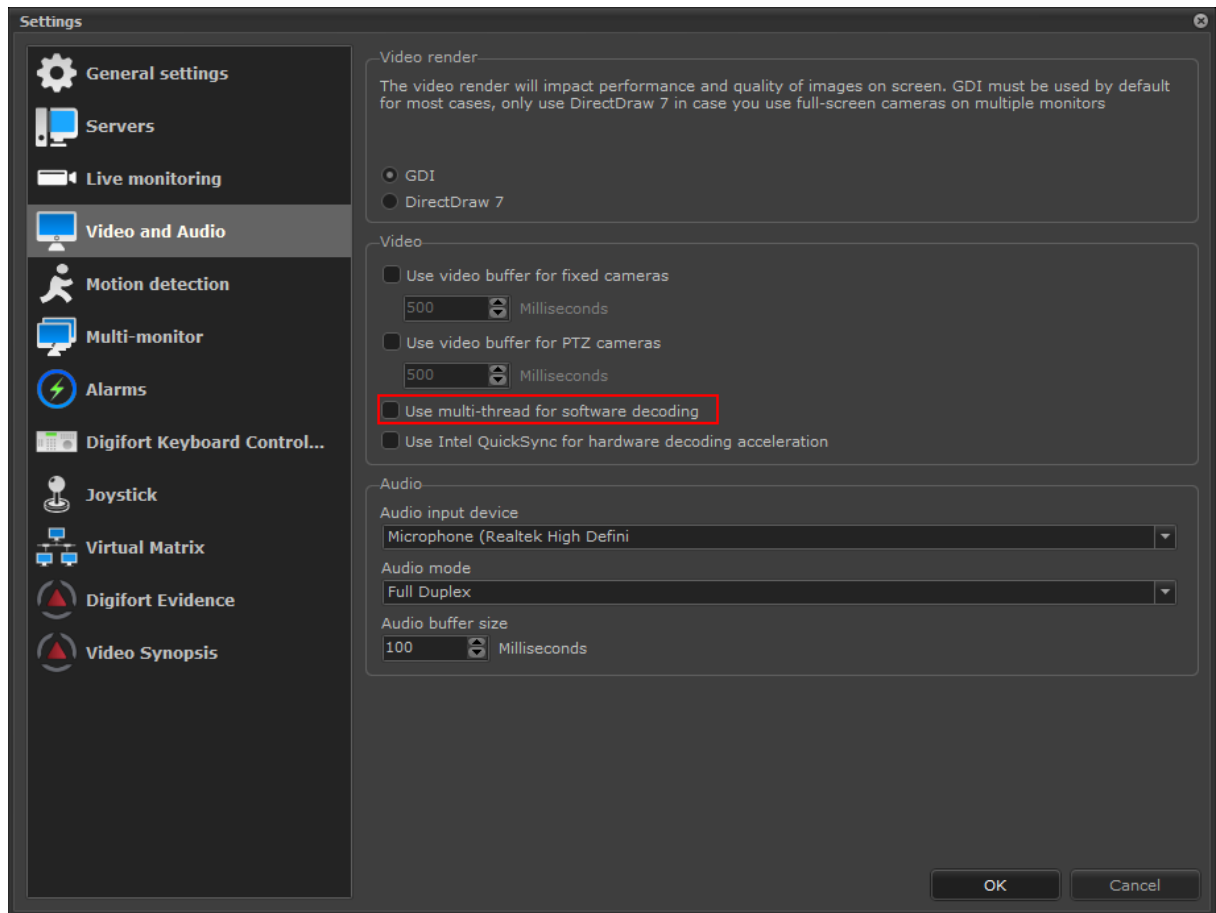 Settings
General settings
Servers
Live monitoring
Video and Audio
Motion detection
Multi-monitor
Alarms
Digifort Keyboard Control...
Joystick
Virtual Matrix
Digifort Evidence
Video Synopsis
Video render
The video render will impact performance and quality of images on screen. GDI must be used by default
for most cases, only use DirectDraw 7 in case you use full-screen cameras on multiple monitors
GDI
DirectDraw 7
Video
Use video buffer for fixed cameras
500 Milliseconds
Use video buffer for PTZ cameras
500 Milliseconds
Use multi-thread for software decoding
Use Intel QuickSync for hardware decoding acceleration
Audio
Audio input device
Microphone (Realtek High Defini
Audio mode
Full Duplex
Audio buffer size
100 Milliseconds
OK Cancel